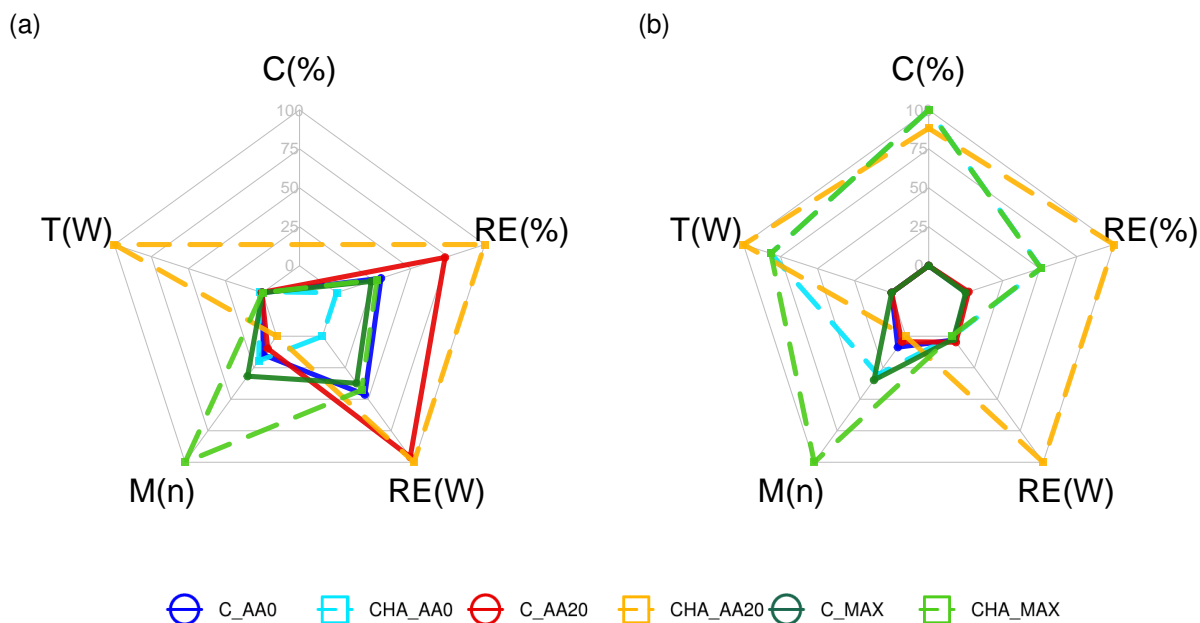 (a)
(b)
C(%)
C(%)
100
100
75
75
50
50
T(W)
RE(%)
T(W)
RE(%)
25
25
0
0
M(n)
RE(W)
M(n)
RE(W)
C_AA0
CHA_AA0
C_AA20
CHA_AA20
C_MAX
CHA_MAX